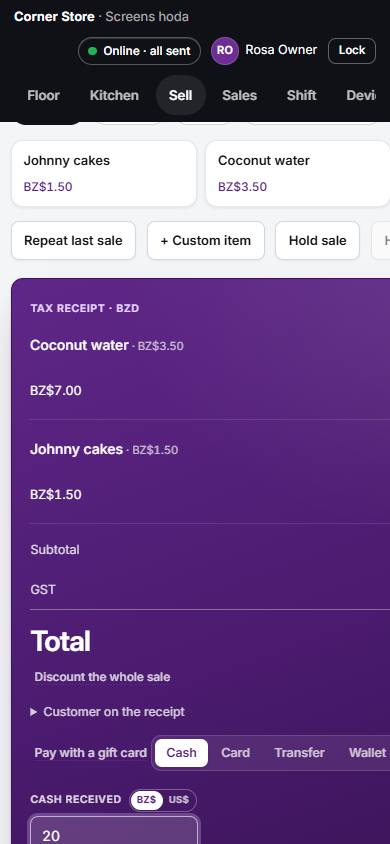 Corner Store · Screens hoda
Online · all sent
RO Rosa Owner
Lock
Floor Kitchen Sell Sales Shift
Johnny cakes
BZ$1.50
Coconut water
BZ$3.50
Repeat last sale + Custom item Hold sale
TAX RECEIPT · BZD
Coconut water · BZ$3.50
BZ$7.00
Johnny cakes · BZ$1.50
BZ$1.50
Subtotal
GST
Total
Discount the whole sale
Customer on the receipt
Pay with a gift card Cash Card Transfer Wallet
CASH RECEIVED BZ$ US$
20